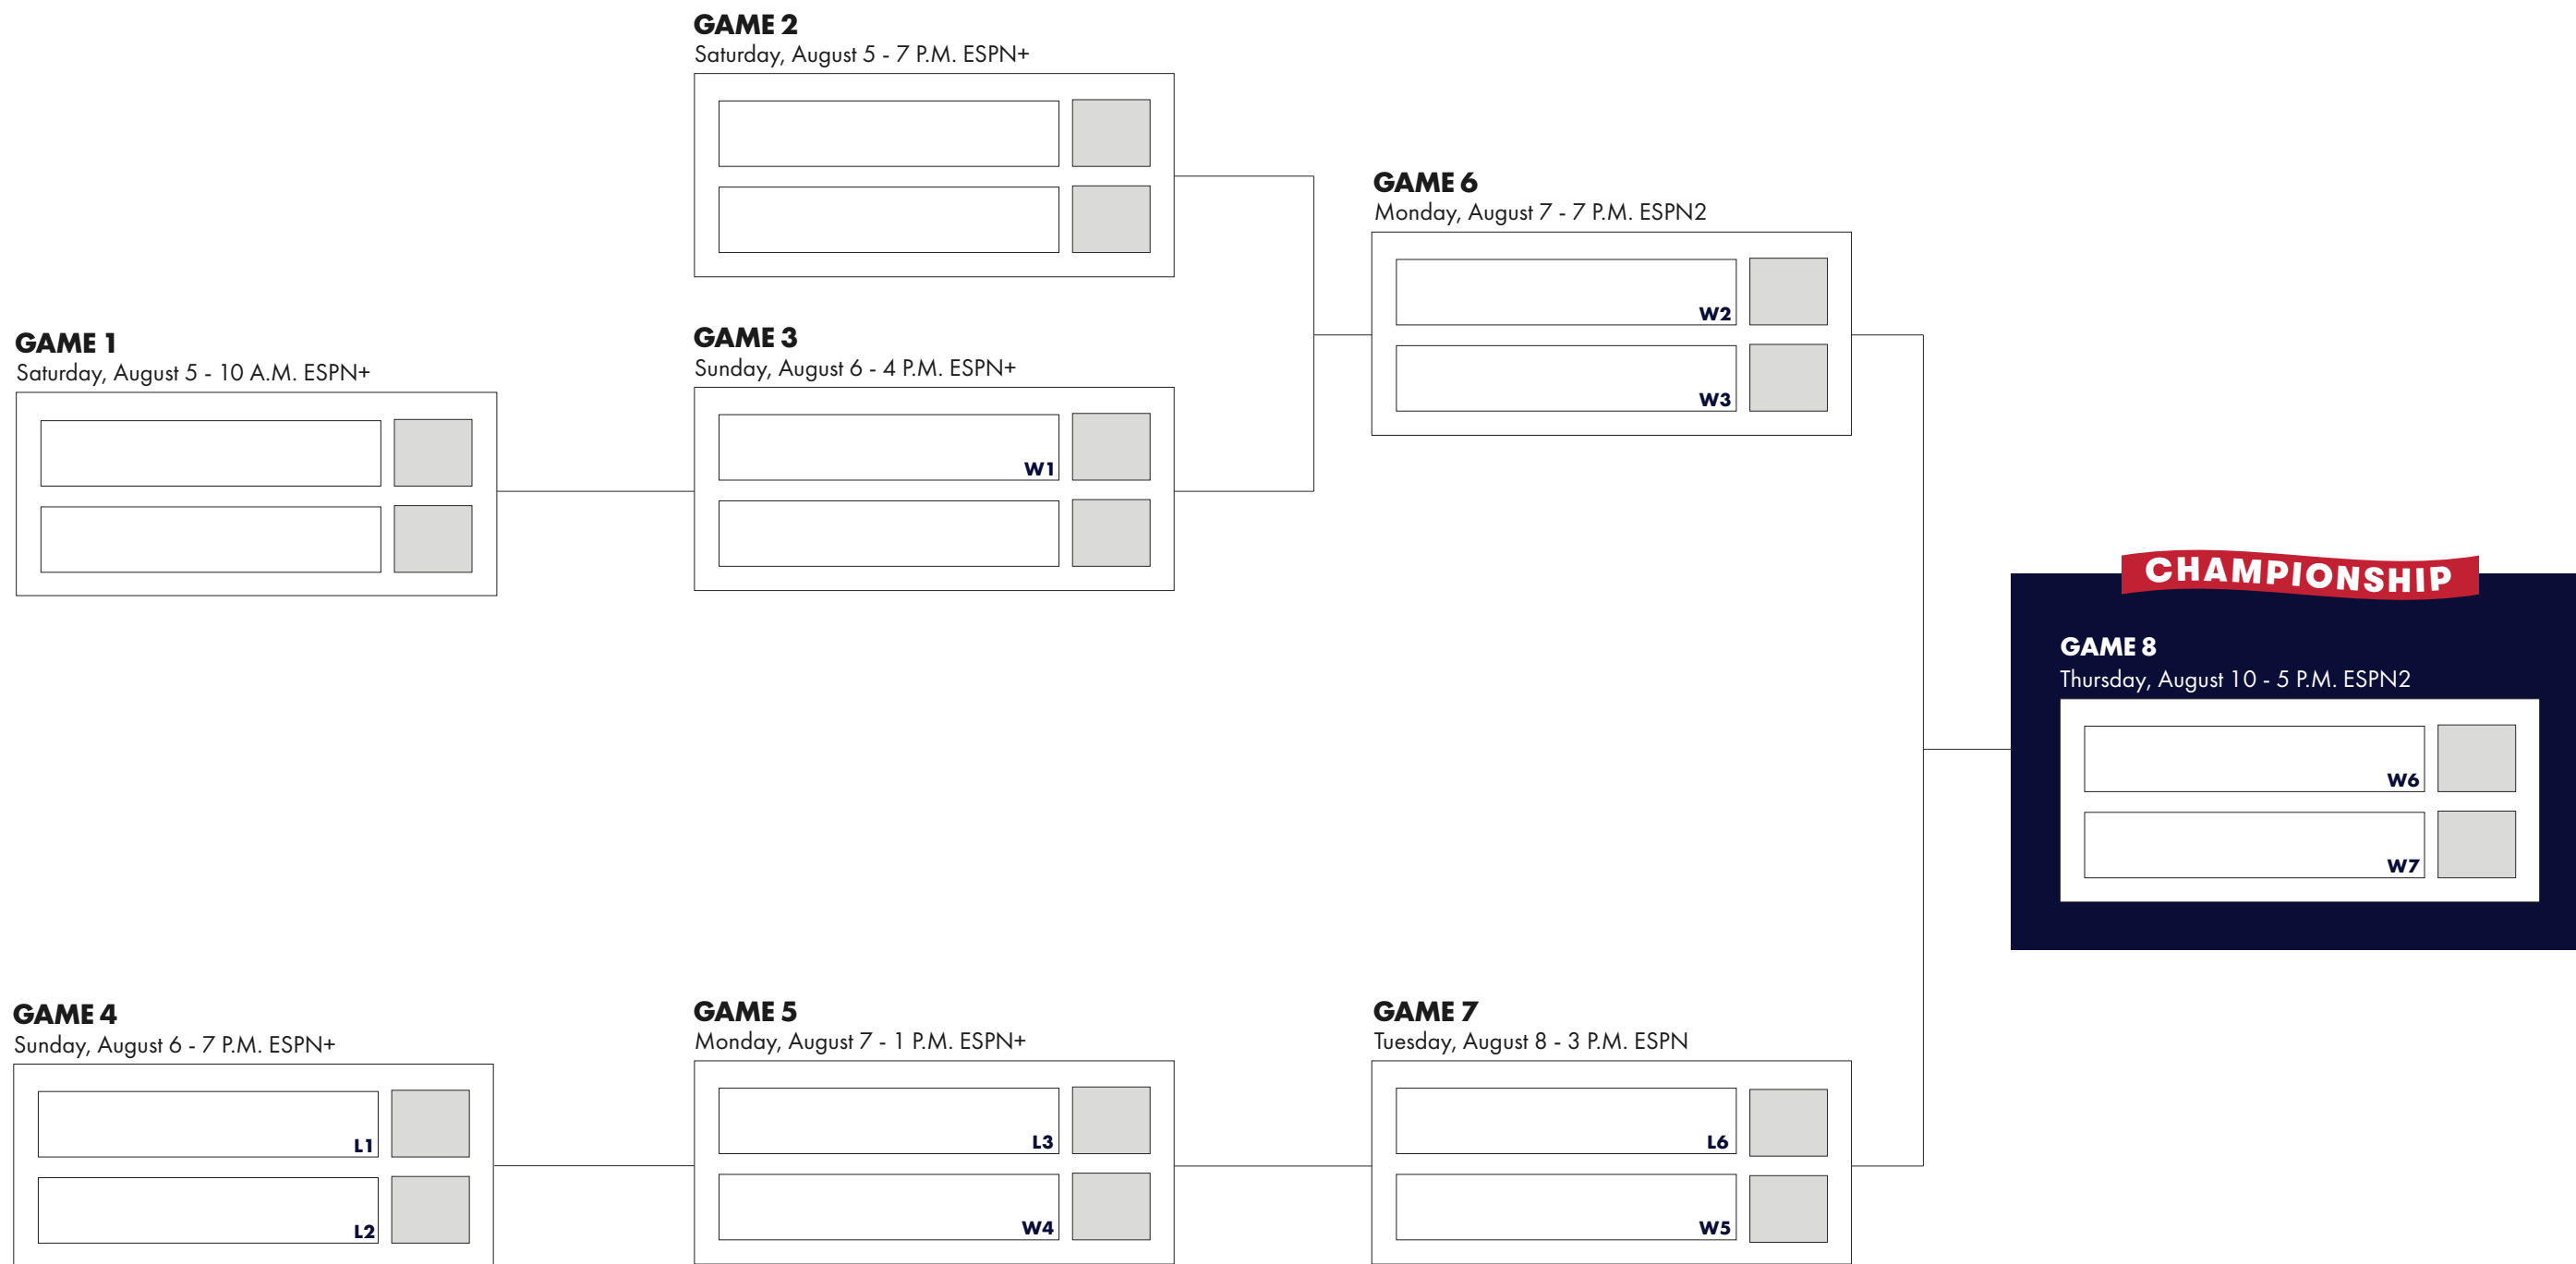 GAME 2
Saturday, August 5 - 7 P.M. ESPN+
GAME 6
Monday, August 7 - 7 P.M. ESPN2
W2
W3
GAME 1
Saturday, August 5 - 10 A.M. ESPN+
GAME 3
Sunday, August 6 - 4 P.M. ESPN+
W1
CHAMPIONSHIP
GAME 8
Thursday, August 10 - 5 P.M. ESPN2
W6
W7
GAME 4
Sunday, August 6 - 7 P.M. ESPN+
L1
L2
GAME 5
Monday, August 7 - 1 P.M. ESPN+
L3
W4
GAME 7
Tuesday, August 8 - 3 P.M. ESPN
L6
W5